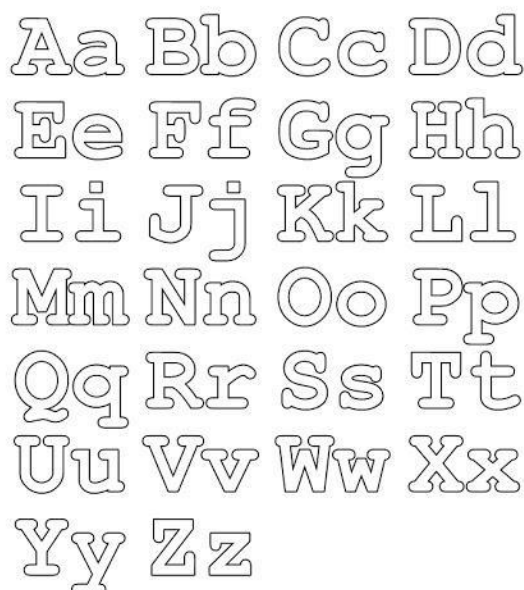 Aa Bb Cc Dd
Ee Ff Gg Hh
Ii Jj Kk Ll
Mm Nn Oo Pp
Qq Rr Ss Tt
Uu Vv Ww Xx
Yy Zz